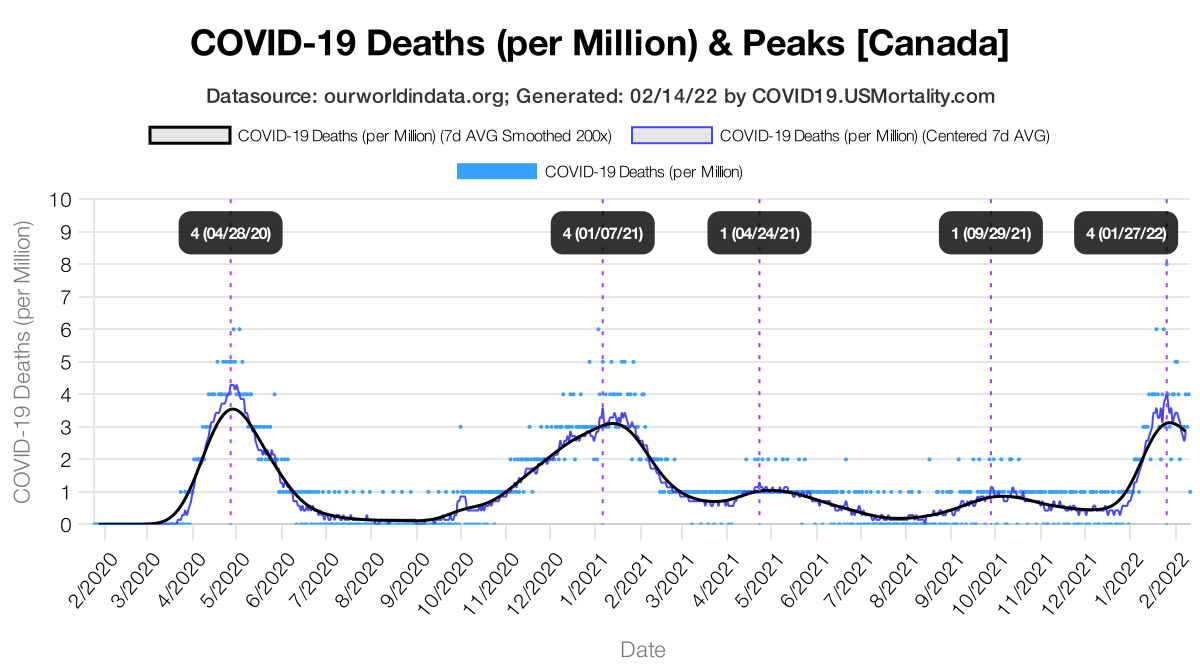 COVID-19 Deaths (per Million) & Peaks [Canada]
Datasource: ourworldindata.org; Generated: 02/14/22 by COVID19.USMortality.com
COVID-19 Deaths (per Million) (7d AVG Smoothed 200x) COVID-19 Deaths (per Million) (Centered 7d AVG)
COVID-19 Deaths (per Million)
COVID-19 Deaths (per Million)
10
9
8
7
6
5
4
3
2
1
0
4 (04/28/20) 4 (01/07/21) 1 (04/24/21) 1 (09/29/21) 4 (01/27/22)
2/2020 3/2020 4/2020 5/2020 6/2020 7/2020 8/2020 9/2020 10/2020 11/2020 12/2020 1/2021 2/2021 3/2021 4/2021 5/2021 6/2021 7/2021 8/2021 9/2021 10/2021 11/2021 12/2021 1/2022 2/2022
Date